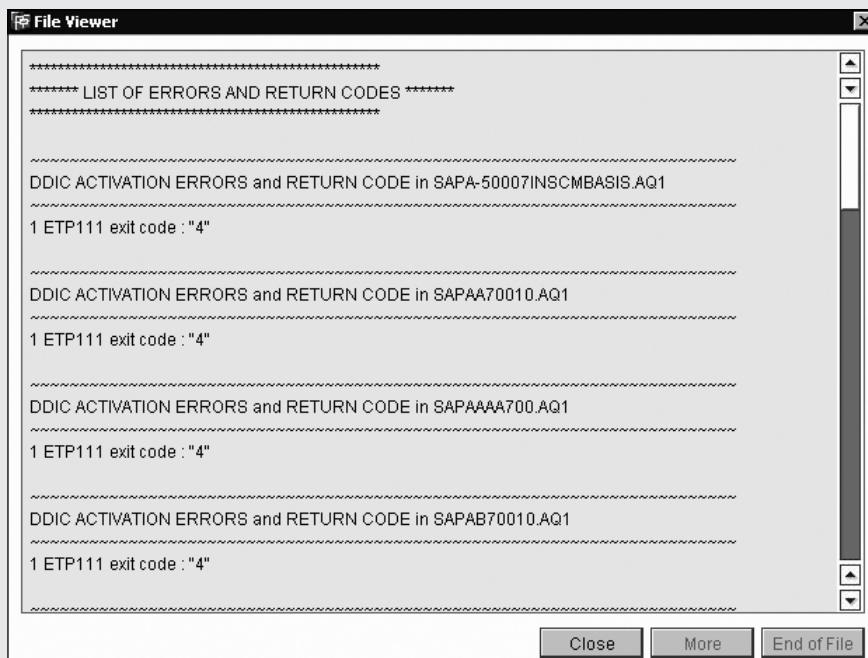 File Viewer
************************************************
******* LIST OF ERRORS AND RETURN CODES *******
************************************************
~~~~~~~~~~~~~~~~~~~~~~~~~~~~~~~~~~~~~~~~~~~~~~~~~~~~~~~~~~~~~~~~~~~~~~~
DDIC ACTIVATION ERRORS and RETURN CODE in SAPA-50007INSCMBASIS.AQ1
~~~~~~~~~~~~~~~~~~~~~~~~~~~~~~~~~~~~~~~~~~~~~~~~~~~~~~~~~~~~~~~~~~~~~~~
1 ETP111 exit code : "4"
~~~~~~~~~~~~~~~~~~~~~~~~~~~~~~~~~~~~~~~~~~~~~~~~~~~~~~~~~~~~~~~~~~~~~~~
DDIC ACTIVATION ERRORS and RETURN CODE in SAPAA70010.AQ1
~~~~~~~~~~~~~~~~~~~~~~~~~~~~~~~~~~~~~~~~~~~~~~~~~~~~~~~~~~~~~~~~~~~~~~~
1 ETP111 exit code : "4"
~~~~~~~~~~~~~~~~~~~~~~~~~~~~~~~~~~~~~~~~~~~~~~~~~~~~~~~~~~~~~~~~~~~~~~~
DDIC ACTIVATION ERRORS and RETURN CODE in SAPAAAA700.AQ1
~~~~~~~~~~~~~~~~~~~~~~~~~~~~~~~~~~~~~~~~~~~~~~~~~~~~~~~~~~~~~~~~~~~~~~~
1 ETP111 exit code : "4"
~~~~~~~~~~~~~~~~~~~~~~~~~~~~~~~~~~~~~~~~~~~~~~~~~~~~~~~~~~~~~~~~~~~~~~~
DDIC ACTIVATION ERRORS and RETURN CODE in SAPAB70010.AQ1
~~~~~~~~~~~~~~~~~~~~~~~~~~~~~~~~~~~~~~~~~~~~~~~~~~~~~~~~~~~~~~~~~~~~~~~
1 ETP111 exit code : "4"
~~~~~~~~~~~~~~~~~~~~~~~~~~~~~~~~~~~~~~~~~~~~~~~~~~~~~~~~~~~~~~~~~~~~~~~
Close More End of File